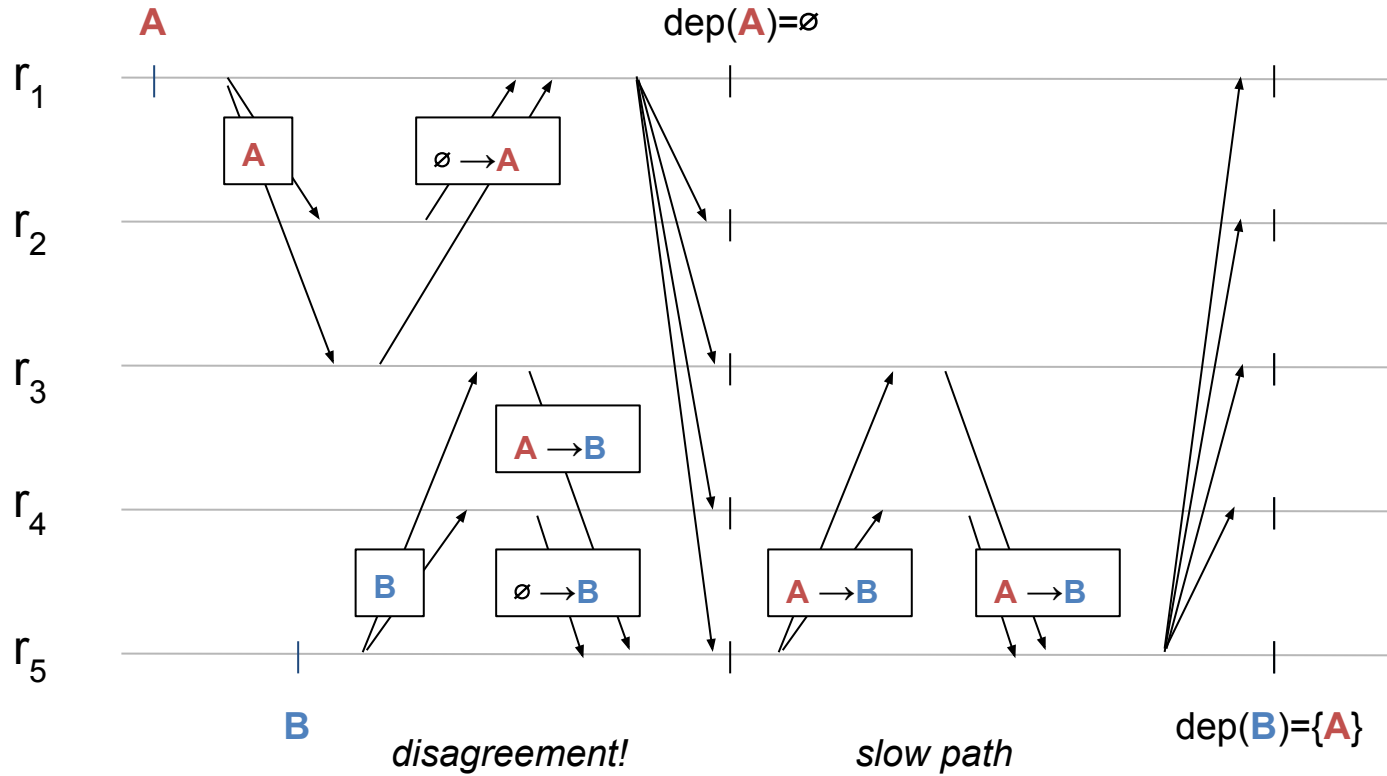 A
dep(A)=∅
r1
A
∅ →A
r2
r3
A →B
r4
B
∅ →B
A →B
A →B
r5
B
disagreement!
slow path
dep(B)={A}